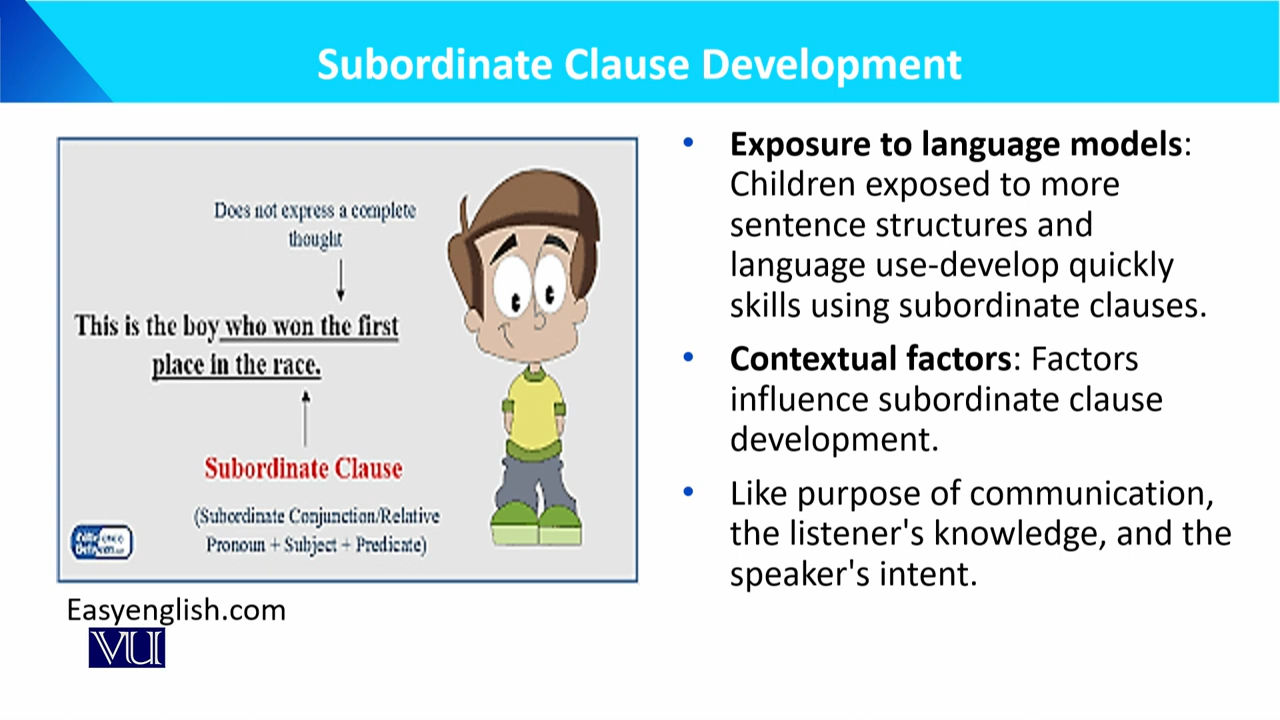 Subordinate Clause Development
Does not express a complete
thought
This is the boy who won the first
place in the race.
Subordinate Clause
(Subordinate Conjunction/Relative
Pronoun + Subject + Predicate)
Easyenglish.com
VU
• Exposure to language models:
Children exposed to more
sentence structures and
language use-develop quickly
skills using subordinate clauses.
• Contextual factors: Factors
influence subordinate clause
development.
• Like purpose of communication,
the listener's knowledge, and the
speaker's intent.